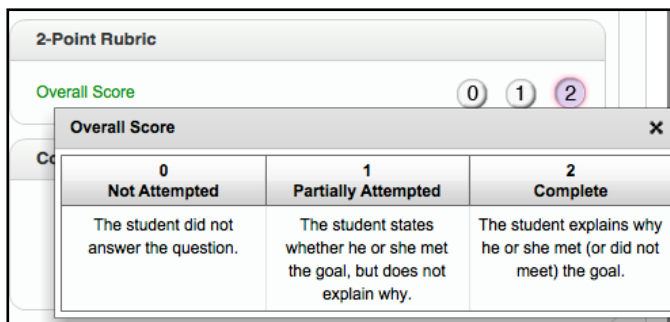 2-Point Rubric
Overall Score
0 1 2
Overall Score ×
Co
0 1 2
Not Attempted Partially Attempted Complete
The student did not The student states The student explains why
answer the question. whether he or she met he or she met (or did not
the goal, but does not meet) the goal.
explain why.